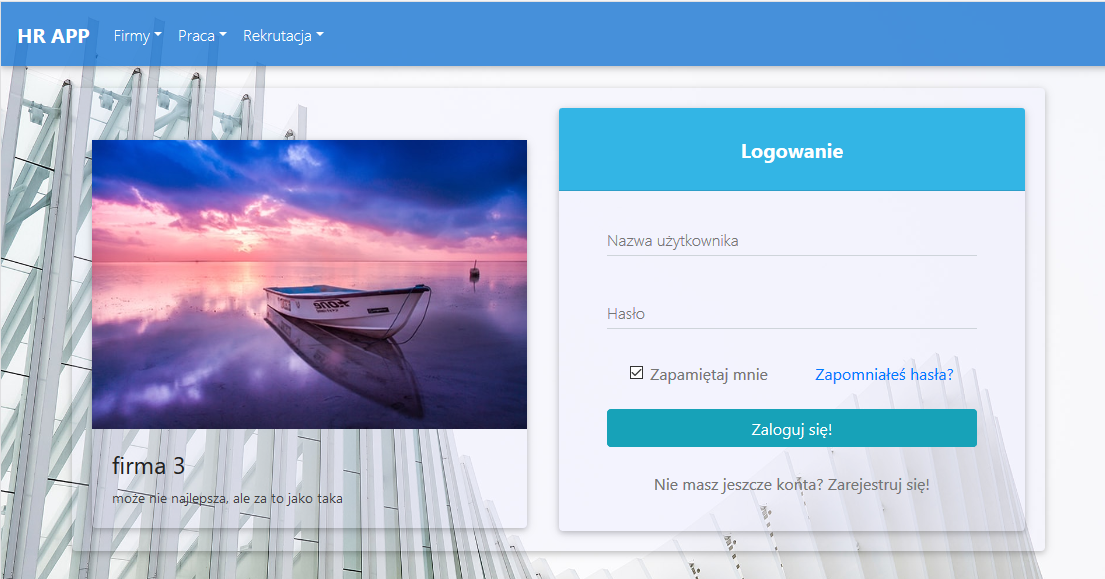 HR APP Firmy Praca Rekrutacja
Logowanie
Nazwa użytkownika
Hasło
Zapamiętaj mnie Zapomniałeś hasła?
Zaloguj się!
Nie masz jeszcze konta? Zarejestruj się!
firma 3
może nie najlepsza, ale za to jako taka